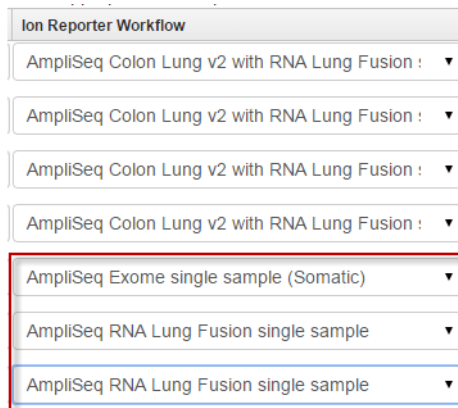 Ion Reporter Workflow
AmpliSeq Colon Lung v2 with RNA Lung Fusion
AmpliSeq Colon Lung v2 with RNA Lung Fusion
AmpliSeq Colon Lung v2 with RNA Lung Fusion
AmpliSeq Colon Lung v2 with RNA Lung Fusion
AmpliSeq Exome single sample (Somatic)
AmpliSeq RNA Lung Fusion single sample
AmpliSeq RNA Lung Fusion single sample